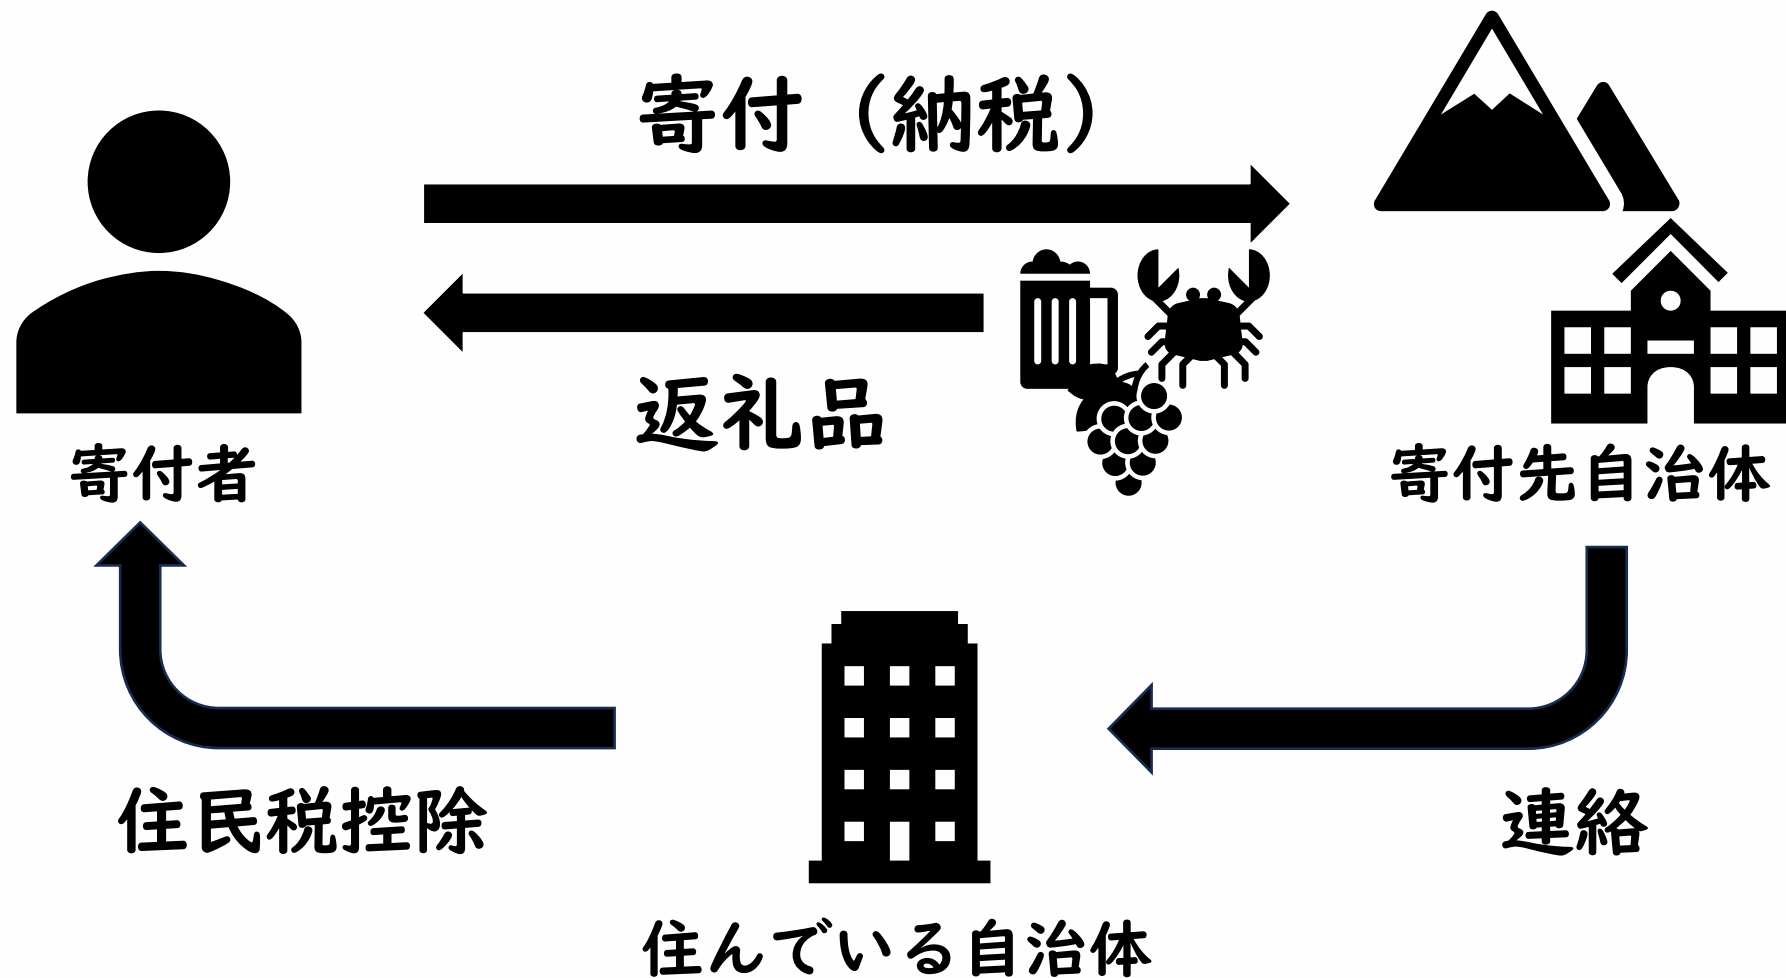 寄付（納税）
返礼品
寄付者
寄付先自治体
住民税控除
連絡
住んでいる自治体